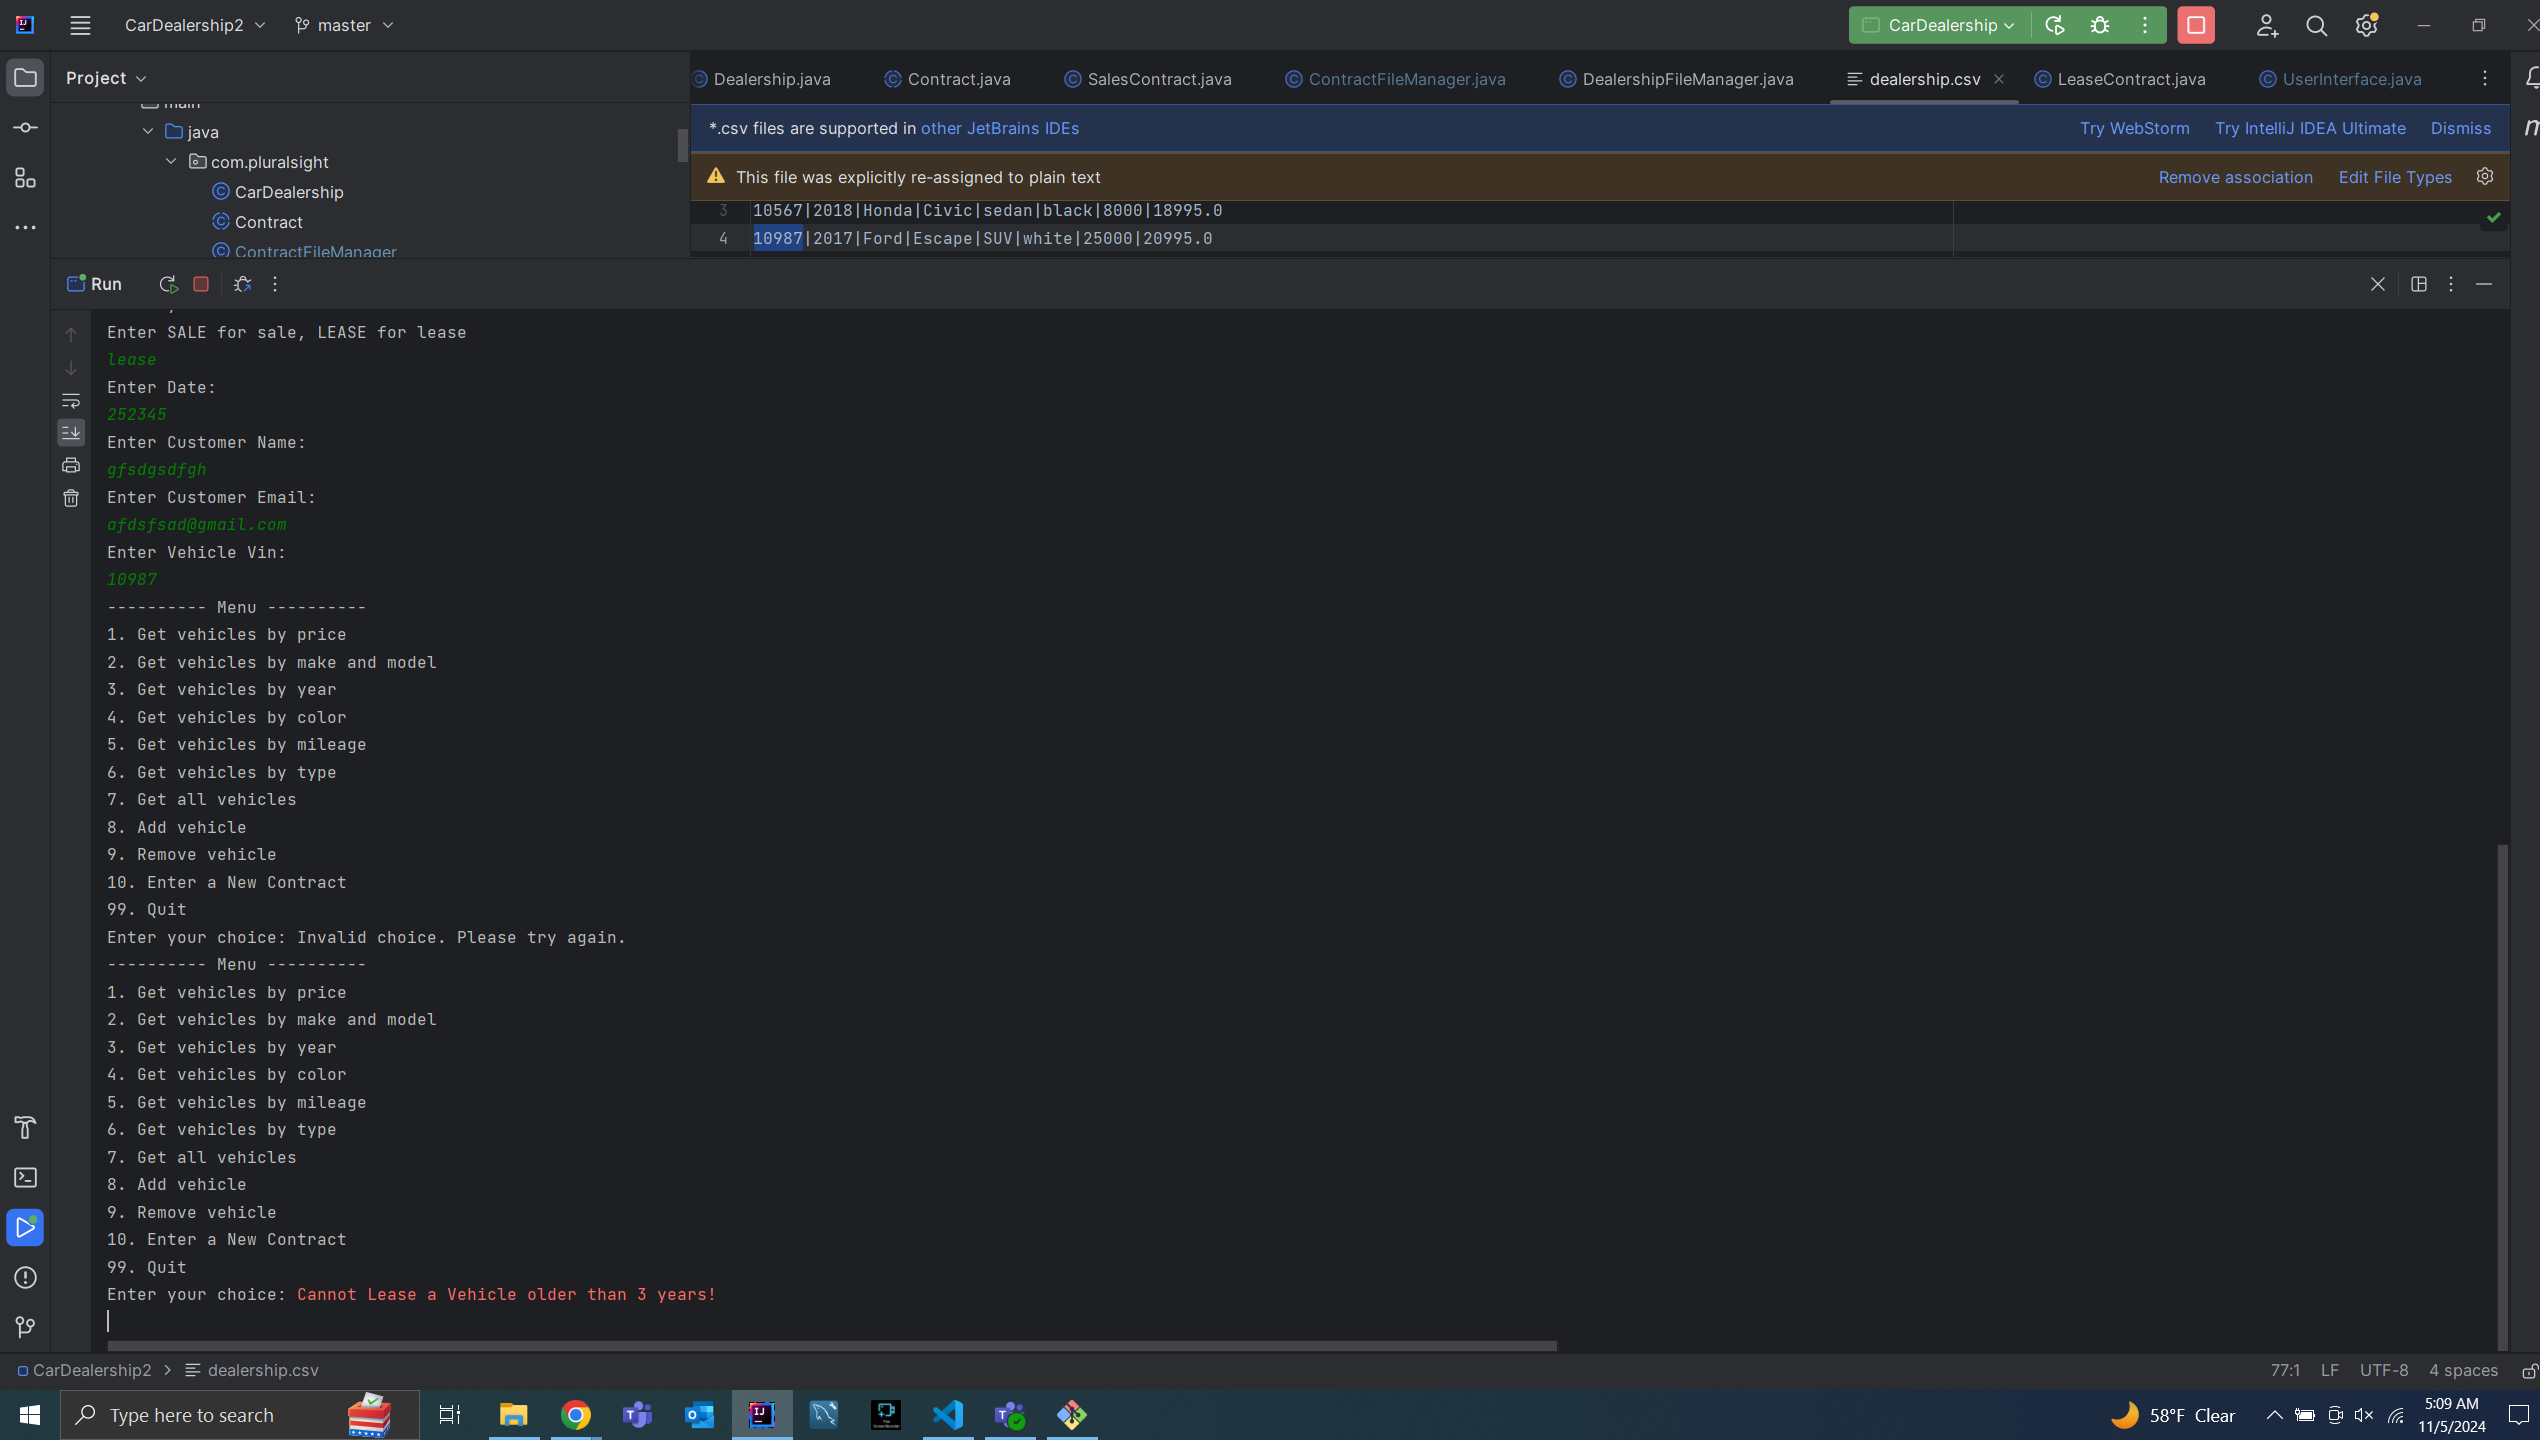 CarDealership2
master
CarDealership
Project
Dealership.java
Contract.java
SalesContract.java
ContractFileManager.java
DealershipFileManager.java
dealership.csv
LeaseContract.java
UserInterface.java
main
java
com.pluralsight
CarDealership
Contract
ContractFileManager
*.csv files are supported in other JetBrains IDEs
Try WebStorm
Try IntelliJ IDEA Ultimate
Dismiss
This file was explicitly re-assigned to plain text
Remove association
Edit File Types
3 10567|2018|Honda|Civic|sedan|black|8000|18995.0
4 10987|2017|Ford|Escape|SUV|white|25000|20995.0
Run
Enter SALE for sale, LEASE for lease
lease
Enter Date:
252345
Enter Customer Name:
gfsdgsdfgh
Enter Customer Email:
afdsfsad@gmail.com
Enter Vehicle Vin:
10987
---------- Menu ----------
1. Get vehicles by price
2. Get vehicles by make and model
3. Get vehicles by year
4. Get vehicles by color
5. Get vehicles by mileage
6. Get vehicles by type
7. Get all vehicles
8. Add vehicle
9. Remove vehicle
10. Enter a New Contract
99. Quit
Enter your choice: Invalid choice. Please try again.
---------- Menu ----------
1. Get vehicles by price
2. Get vehicles by make and model
3. Get vehicles by year
4. Get vehicles by color
5. Get vehicles by mileage
6. Get vehicles by type
7. Get all vehicles
8. Add vehicle
9. Remove vehicle
10. Enter a New Contract
99. Quit
Enter your choice: Cannot Lease a Vehicle older than 3 years!
CarDealership2 > dealership.csv
77:1 LF UTF-8 4 spaces
Type here to search
58°F Clear
5:09 AM
11/5/2024